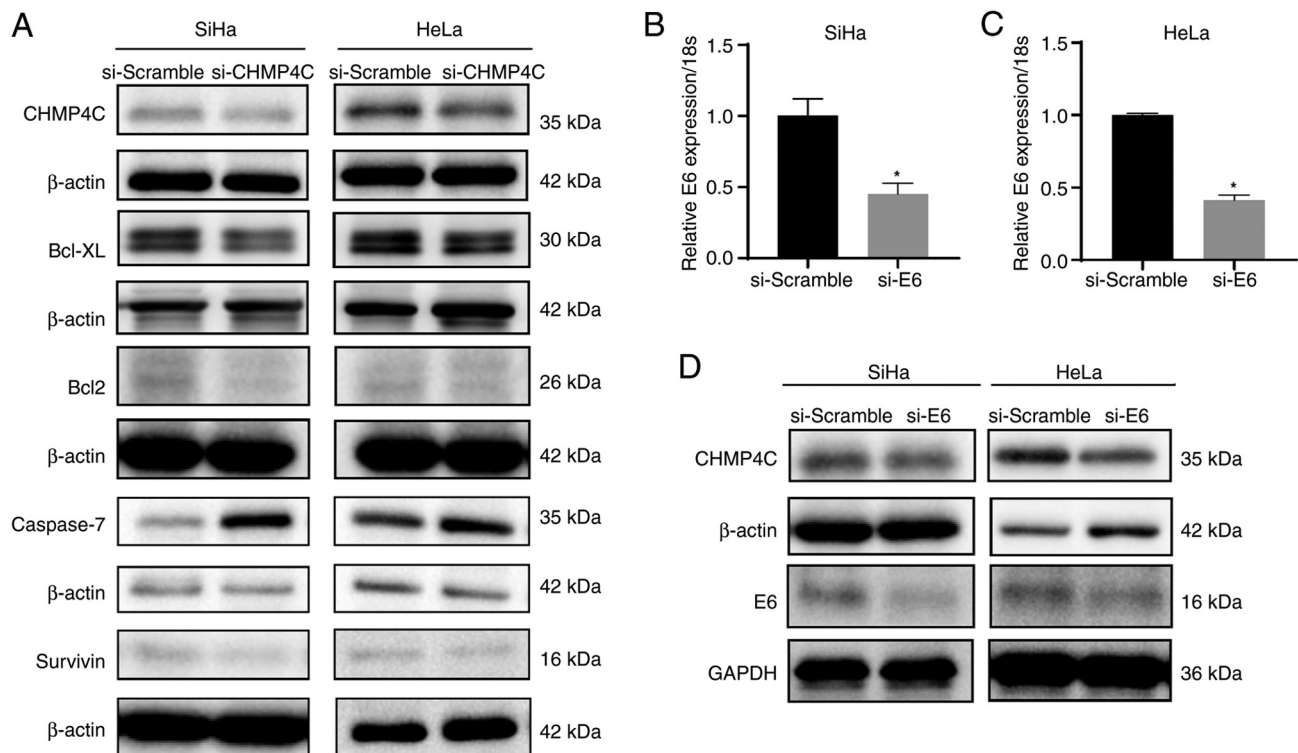 A
SiHa
HeLa
si-Scramble si-CHMP4C
si-Scramble si-CHMP4C
CHMP4C
35 kDa
β-actin
42 kDa
Bcl-XL
30 kDa
β-actin
42 kDa
Bcl2
26 kDa
β-actin
42 kDa
Caspase-7
35 kDa
β-actin
42 kDa
Survivin
16 kDa
β-actin
42 kDa
B
SiHa
Relative E6 expression/18s
1.5
1.0
0.5
0.0
*
si-Scramble
si-E6
C
HeLa
Relative E6 expression/18s
1.5
1.0
0.5
0.0
*
si-Scramble
si-E6
D
SiHa
HeLa
si-Scramble si-E6
si-Scramble si-E6
CHMP4C
35 kDa
β-actin
42 kDa
E6
16 kDa
GAPDH
36 kDa